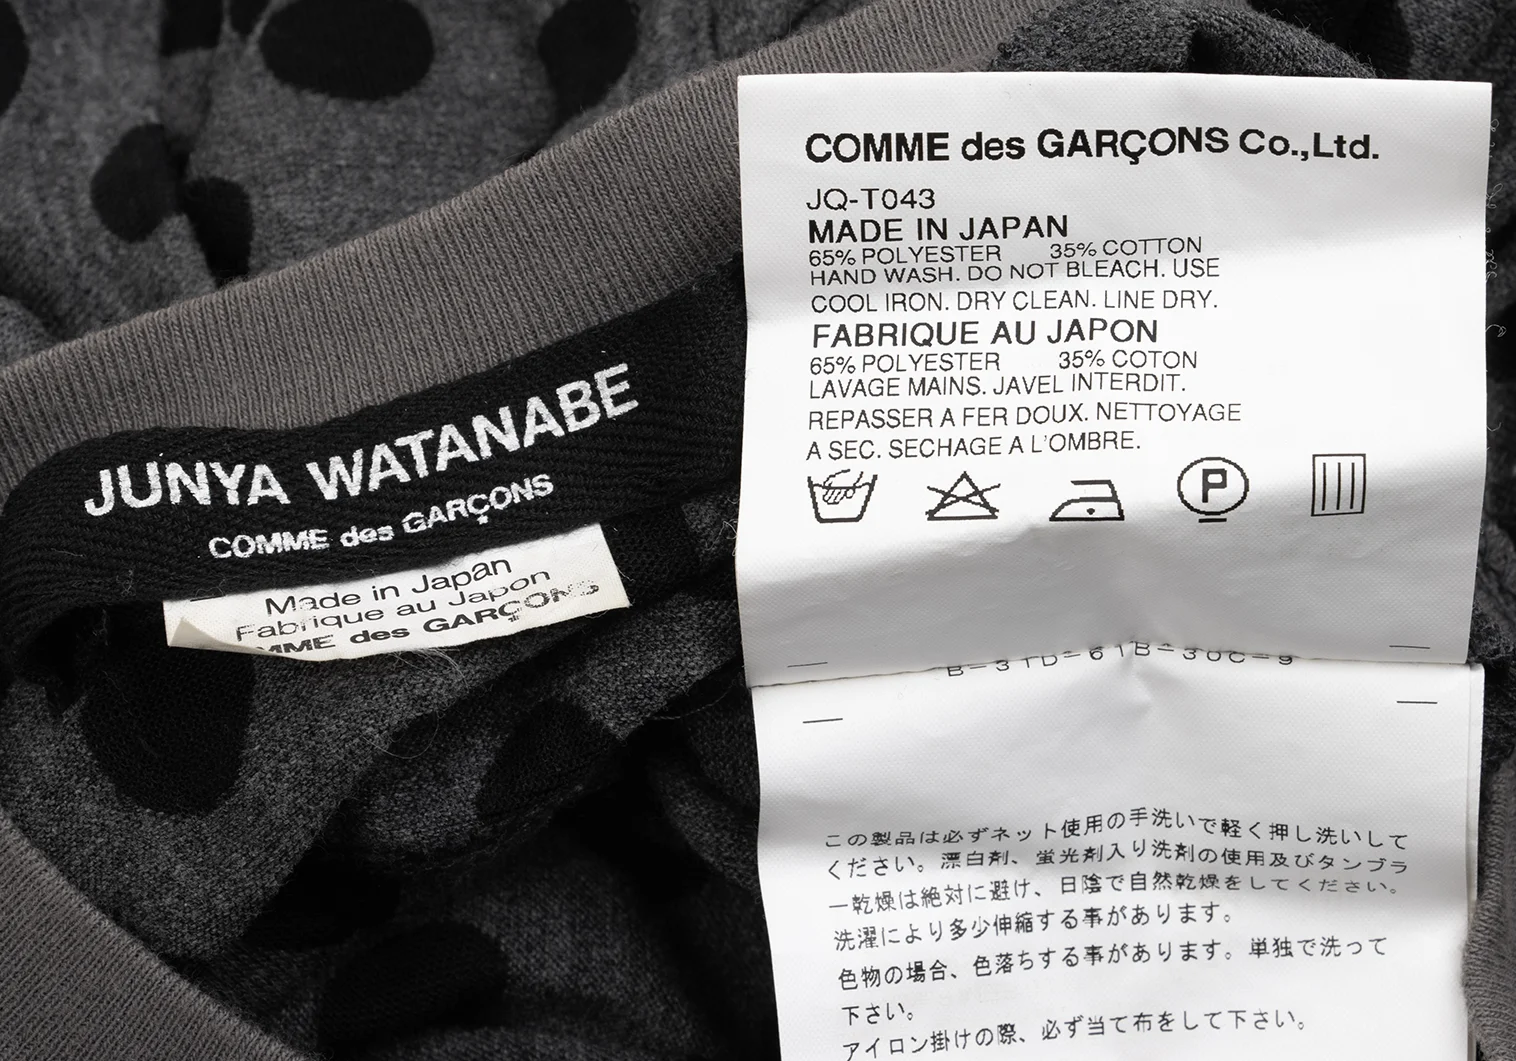 JUNYA WATANABE
COMME des GARÇONS
Made in Japan
Fabrique au Japon
des GARÇONS
COMME des GARÇONS Co.,Ltd.
JQ-T043
MADE IN JAPAN
65% POLYESTER 35% COTTON
HAND WASH. DO NOT BLEACH. USE
COOL IRON. DRY CLEAN. LINE DRY.
FABRIQUE AU JAPON
65% POLYESTER 35% COTON
LAVAGE MAINS. JAVEL INTERDIT.
REPASSER A FER DOUX. NETTOYAGE
A SEC. SECHAGE A L'OMBRE.
P
B-31D-61B-30C-9
この製品は必ずネット使用の手洗いで軽く押し洗いして
ください。漂白剤、蛍光剤入り洗剤の使用及びタンブラ
ー乾燥は絶対に避け、日陰で自然乾燥をしてください。
洗濯により多少伸縮する事があります。
色物の場合、色落ちする事があります。単独で洗って
下さい。
アイロン掛けの際、必ず当て布をして下さい。